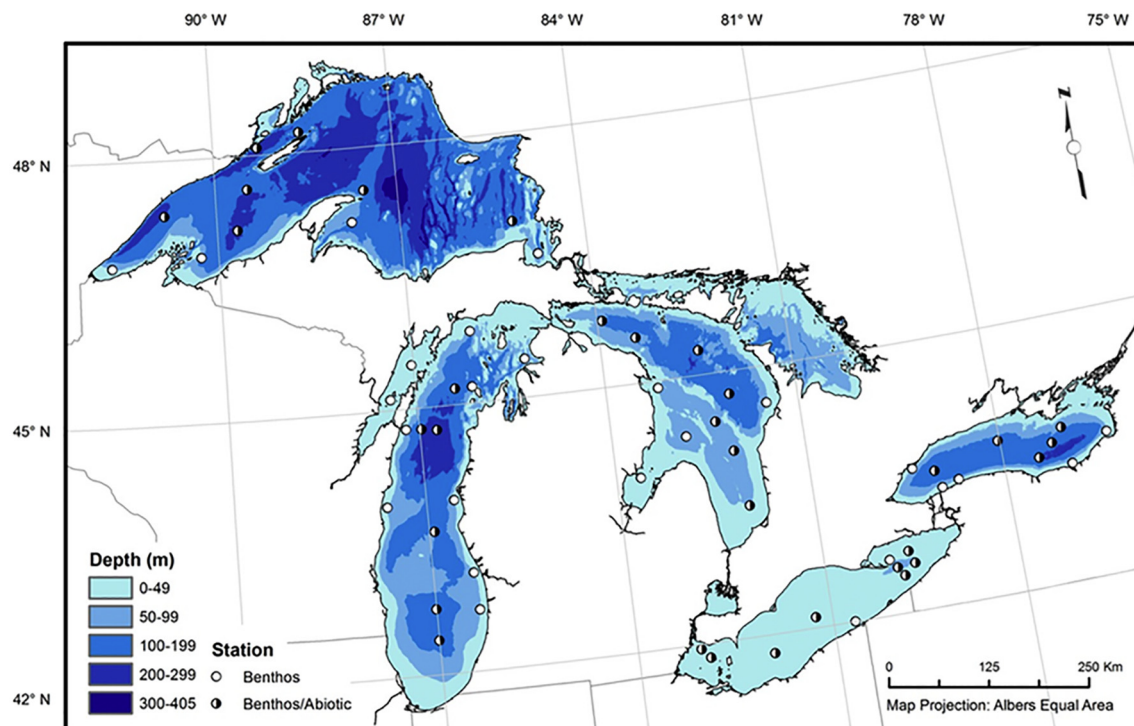 90° W
87° W
84° W
81° W
78° W
75° W
48° N
45° N
42° N
N
Depth (m)
0-49
50-99
100-199
200-299
300-405
Station
Benthos
Benthos/Abiotic
0 125 250 Km
Map Projection: Albers Equal Area